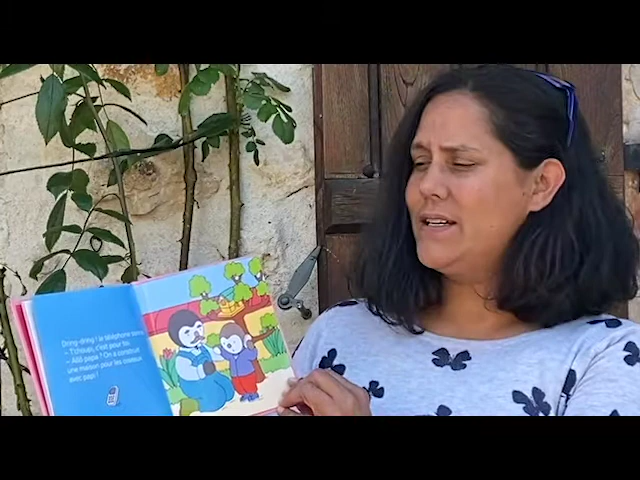 Dring-dring ! le téléphone sonne.
– T'choupi, c'est pour toi.
– Allô papa ? On a construit
une maison pour les oiseaux
avec papi !